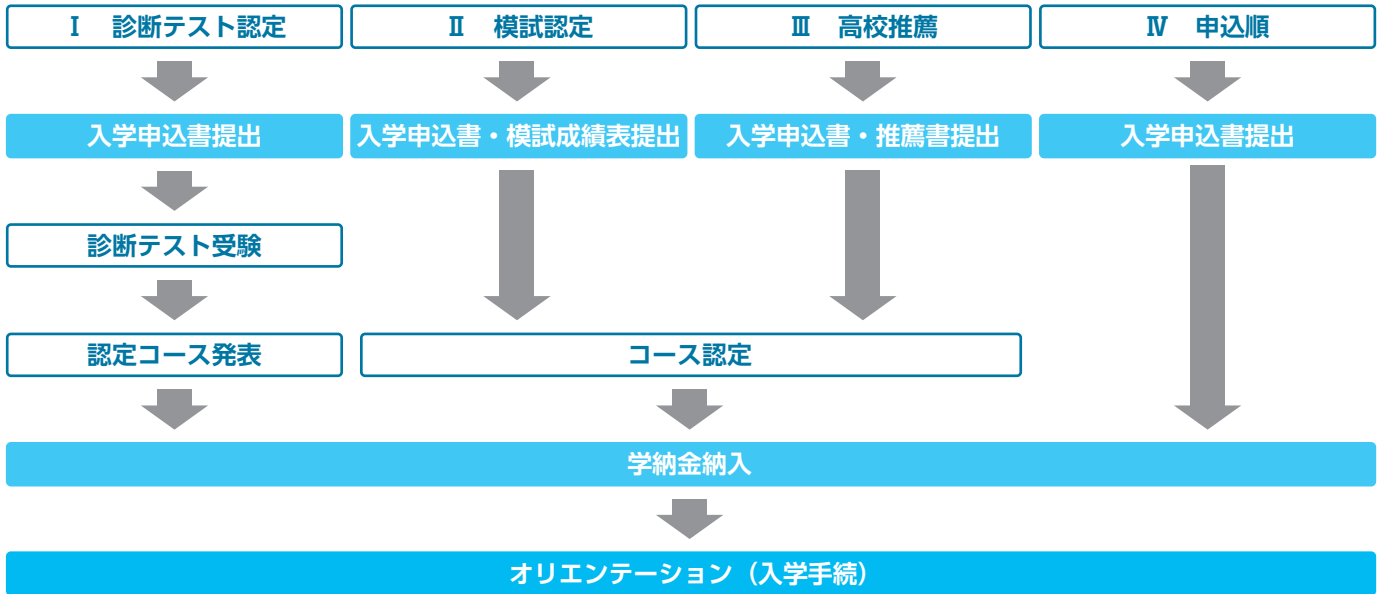 Ⅰ　診断テスト認定
Ⅱ　模試認定
Ⅲ　高校推薦
Ⅳ　申込順
入学申込書提出
入学申込書・模試成績表提出
入学申込書・推薦書提出
入学申込書提出
診断テスト受験
認定コース発表
コース認定
学納金納入
オリエンテーション（入学手続）